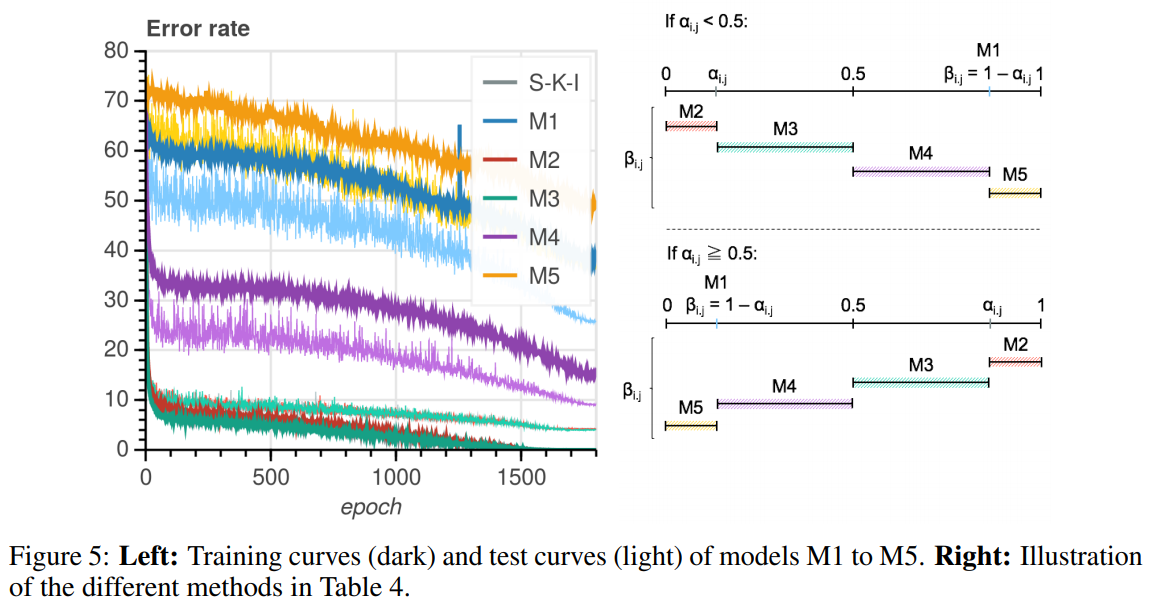 Error rate
80
70
60
50
40
30
20
10
0
0 500 1000 1500
epoch
S-K-I
M1
M2
M3
M4
M5
If αi,j < 0.5:
M1
0 αi,j 0.5 βi,j = 1 – αi,j 1
M2
M3
βi,j
M4
M5
If αi,j ≧ 0.5:
M1
0 βi,j = 1 – αi,j 0.5 αi,j 1
M2
M3
βi,j
M4
M5
Figure 5: Left: Training curves (dark) and test curves (light) of models M1 to M5. Right: Illustration
of the different methods in Table 4.